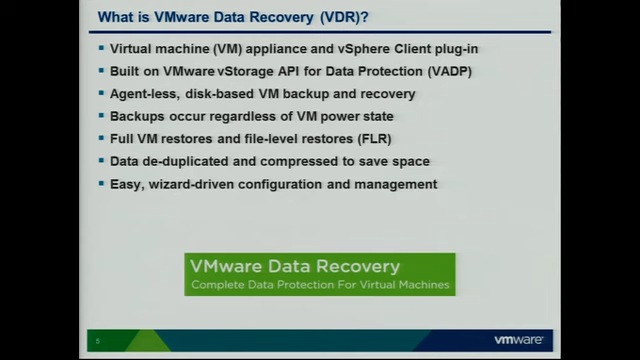 What is VMware Data Recovery (VDR)?
Virtual machine (VM) appliance and vSphere Client plug-in
Built on VMware vStorage API for Data Protection (VADP)
Agent-less, disk-based VM backup and recovery
Backups occur regardless of VM power state
Full VM restores and file-level restores (FLR)
Data de-duplicated and compressed to save space
Easy, wizard-driven configuration and management
VMware Data Recovery
Complete Data Protection For Virtual Machines
5
vmware